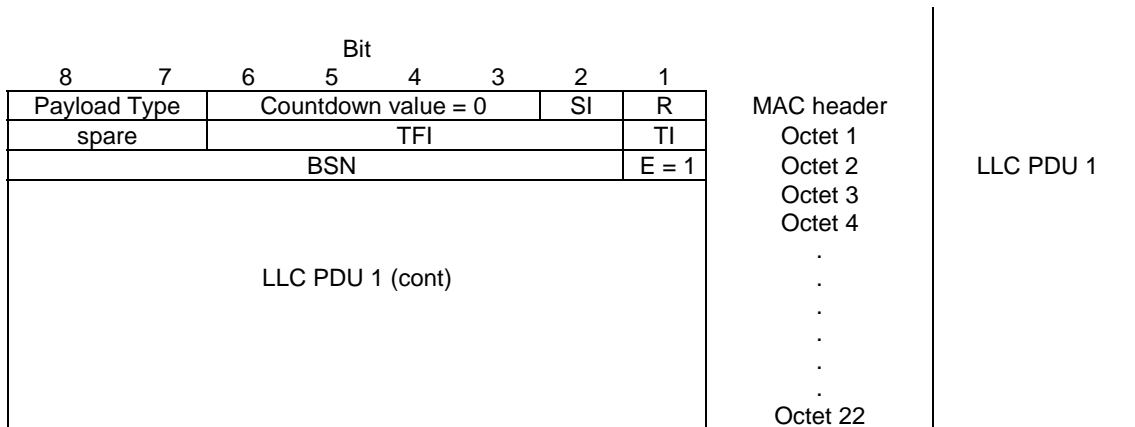 Bit
8 7 6 5 4 3 2 1
Payload Type Countdown value = 0 SI R MAC header
spare TFI TI Octet 1
BSN E = 1 Octet 2 LLC PDU 1
Octet 3
Octet 4
.
LLC PDU 1 (cont) .
.
.
.
.
Octet 22